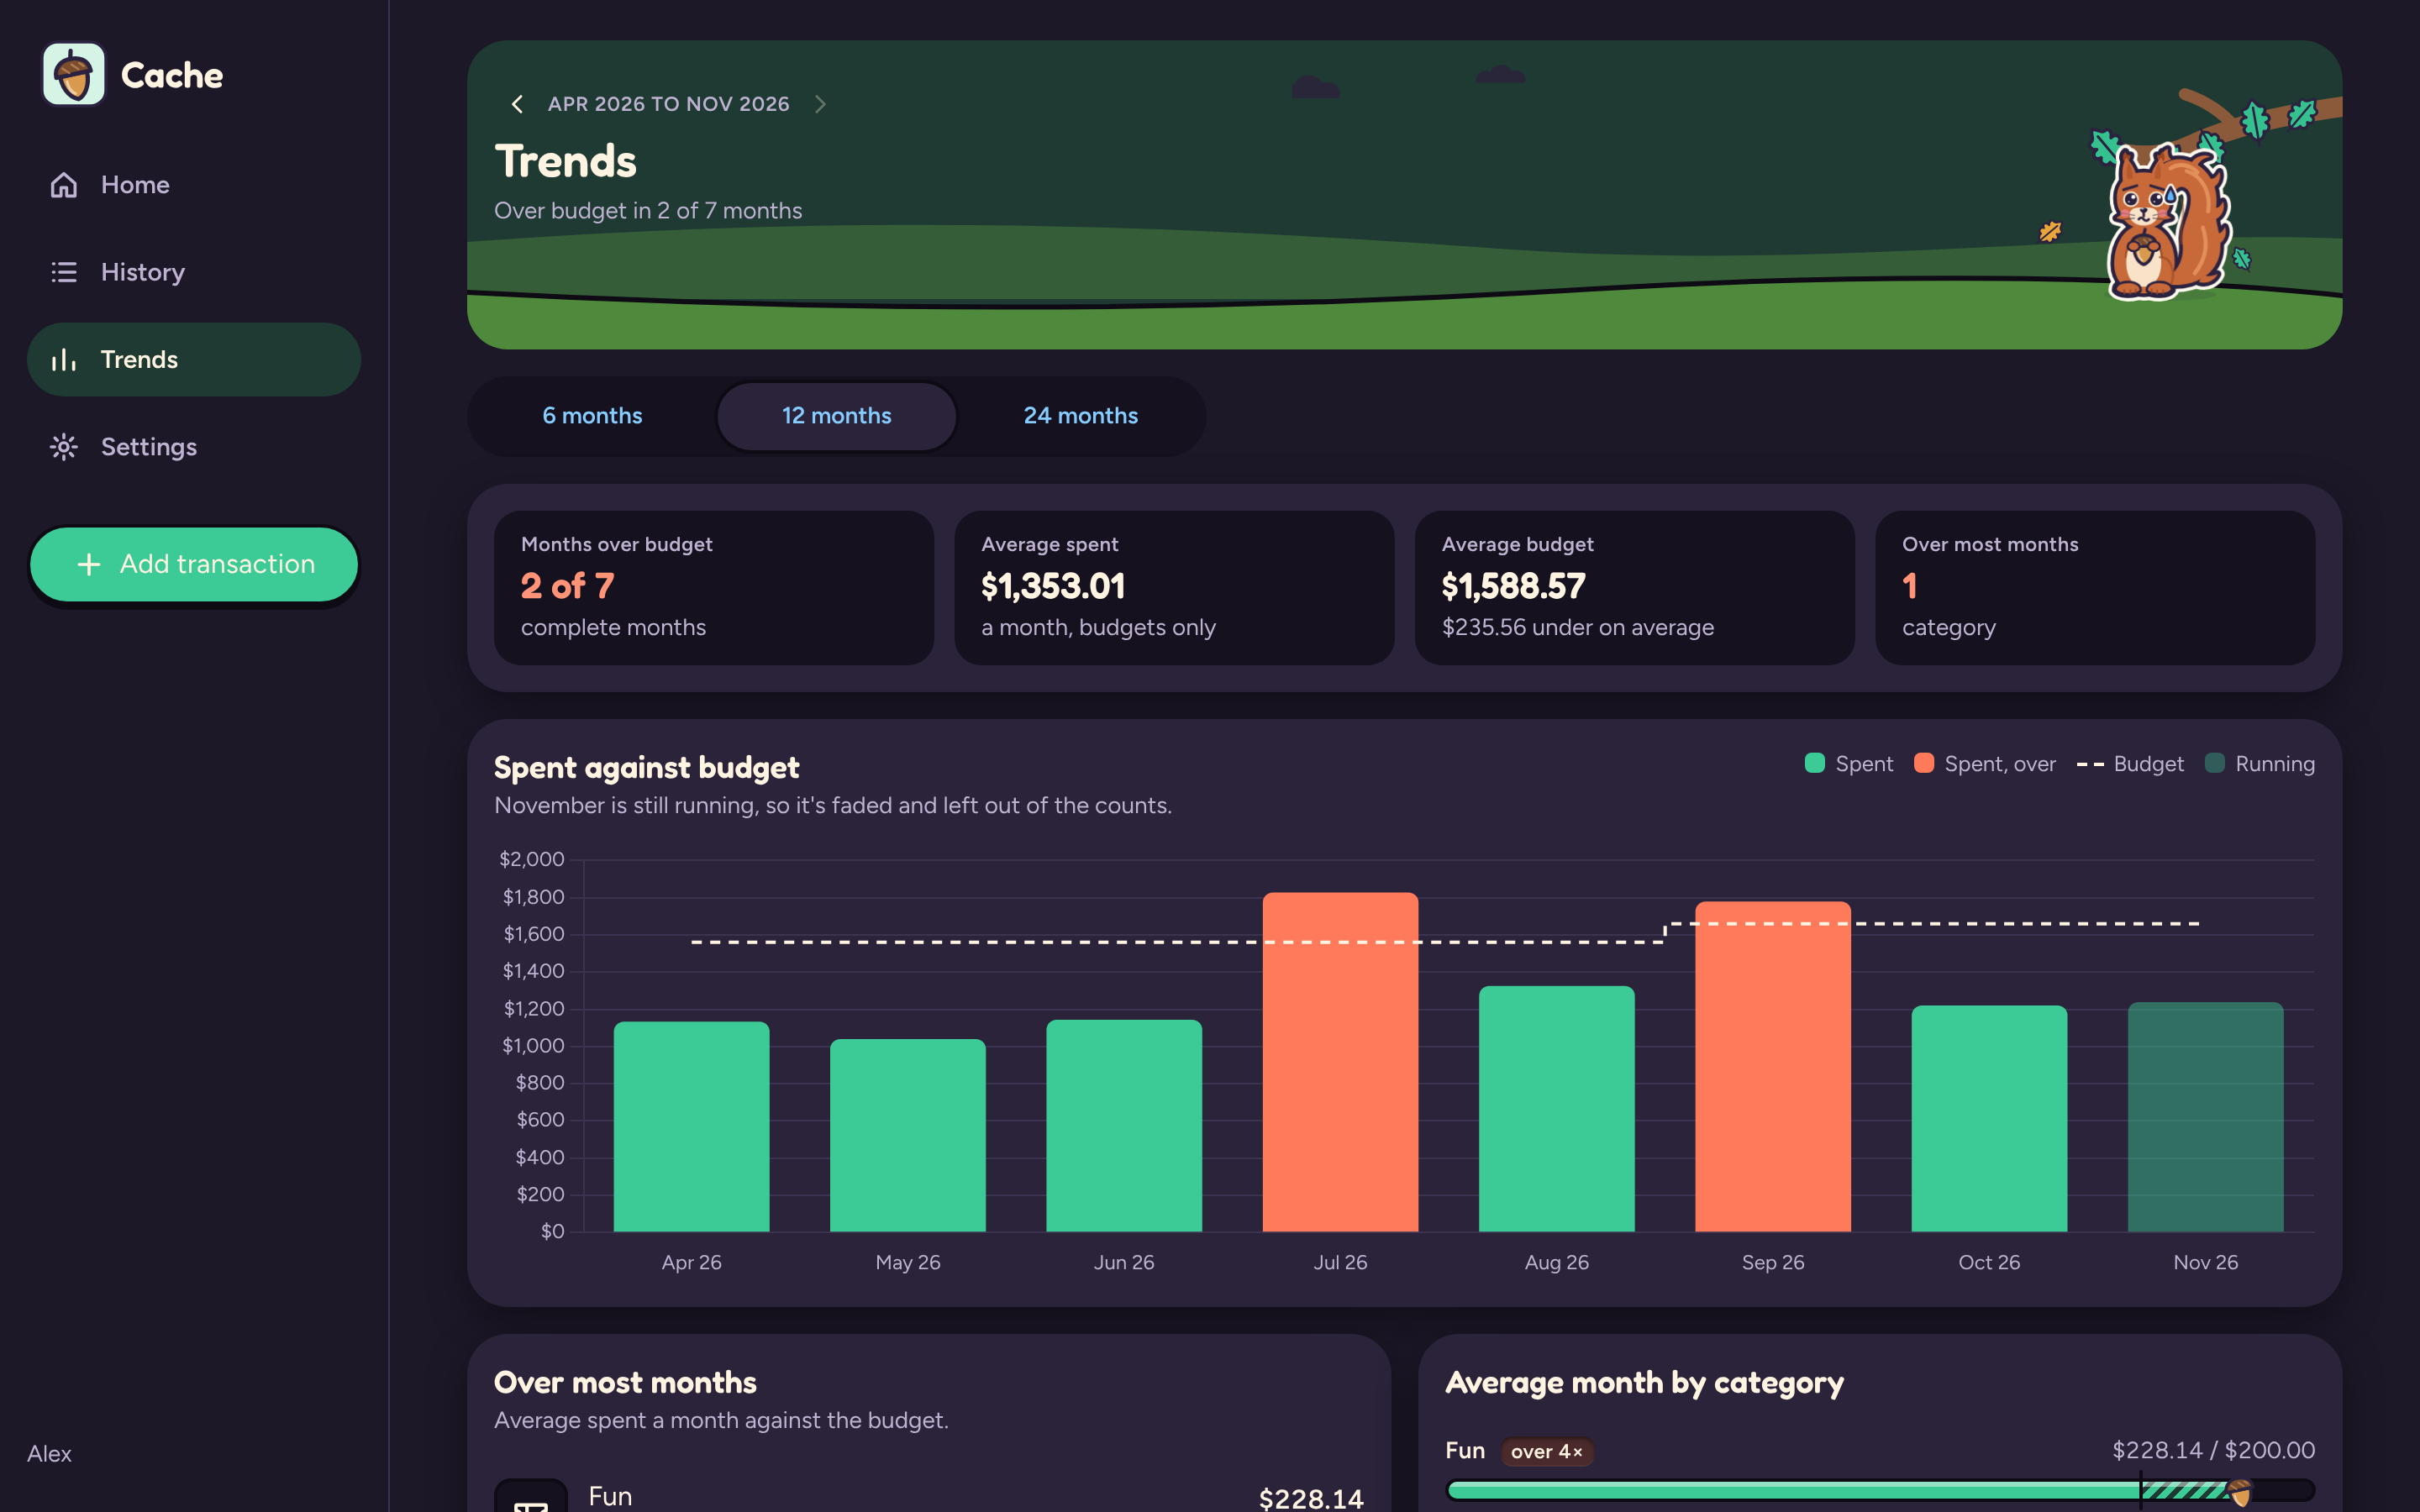 Cache
Home
History
Trends
Settings
Add transaction
Alex
APR 2026 TO NOV 2026
Trends
Over budget in 2 of 7 months
6 months
12 months
24 months
Months over budget
2 of 7
complete months
Average spent
$1,353.01
a month, budgets only
Average budget
$1,588.57
$235.56 under on average
Over most months
1
category
Spent against budget
November is still running, so it's faded and left out of the counts.
Spent
Spent, over
Budget
Running
$2,000
$1,800
$1,600
$1,400
$1,200
$1,000
$800
$600
$400
$200
$0
Apr 26
May 26
Jun 26
Jul 26
Aug 26
Sep 26
Oct 26
Nov 26
Over most months
Average spent a month against the budget.
Fun
$228.14
Average month by category
Fun
over 4×
$228.14 / $200.00